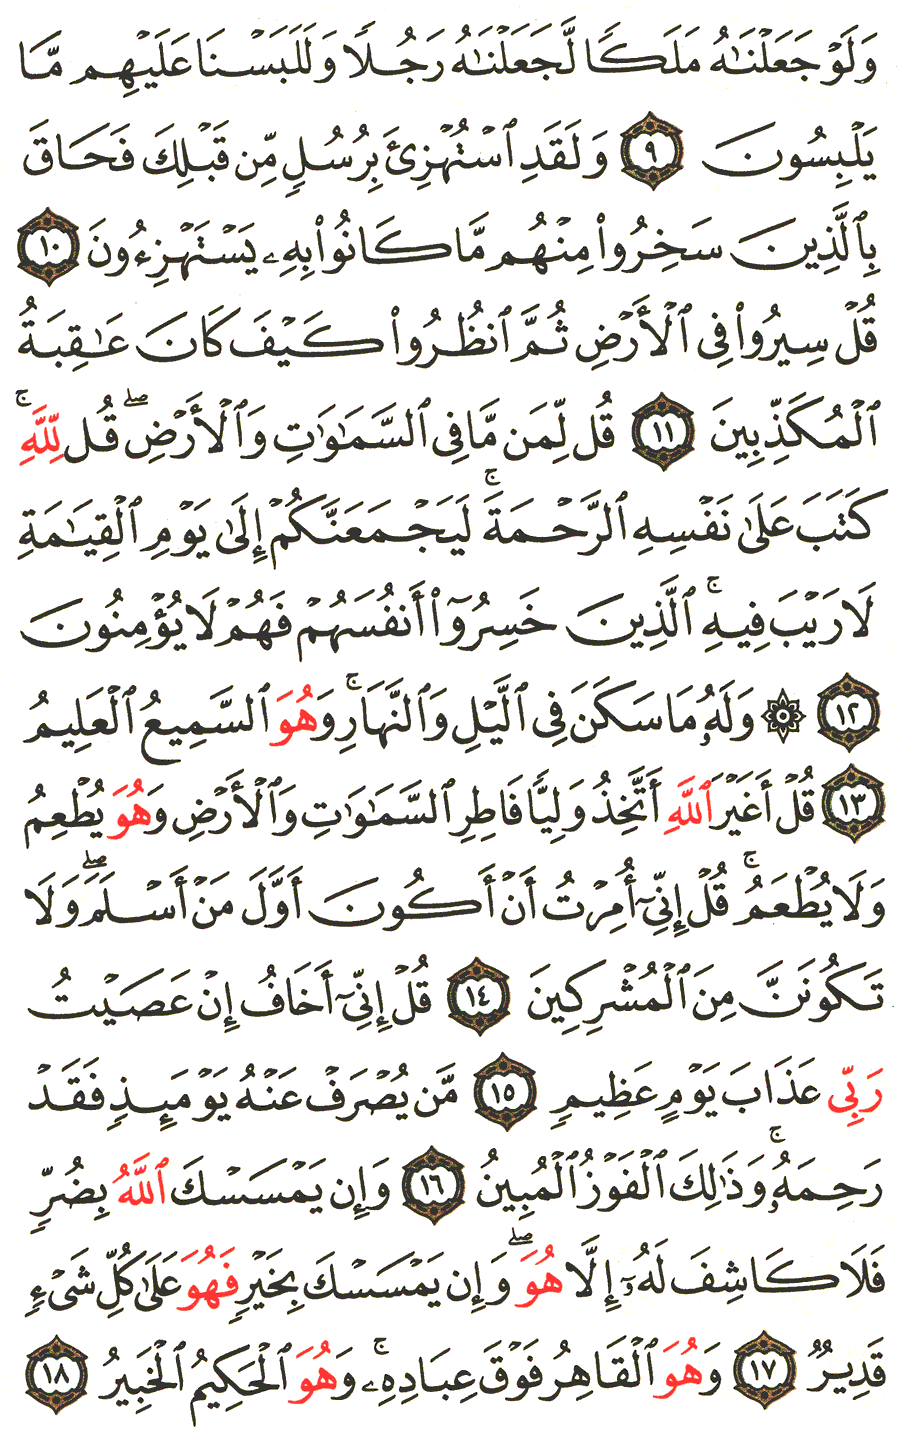 وَلَوْ جَعَلْنَٰهُ مَلَكًا لَّجَعَلْنَٰهُ رَجُلًا وَلَلَبَسْنَا عَلَيْهِم مَّا
يَلْبِسُونَ ٩ وَلَقَدِ ٱسْتُهْزِئَ بِرُسُلٍ مِّن قَبْلِكَ فَحَاقَ
بِٱلَّذِينَ سَخِرُوا۟ مِنْهُم مَّا كَانُوا۟ بِهِۦ يَسْتَهْزِءُونَ ١٠
قُلْ سِيرُوا۟ فِى ٱلْأَرْضِ ثُمَّ ٱنظُرُوا۟ كَيْفَ كَانَ عَٰقِبَةُ
ٱلْمُكَذِّبِينَ ١١ قُل لِّمَن مَّا فِى ٱلسَّمَٰوَٰتِ وَٱلْأَرْضِ ۖ قُل لِّلَّهِ ۚ
كَتَبَ عَلَىٰ نَفْسِهِ ٱلرَّحْمَةَ ۚ لَيَجْمَعَنَّكُمْ إِلَىٰ يَوْمِ ٱلْقِيَٰمَةِ
لَا رَيْبَ فِيهِ ۚ ٱلَّذِينَ خَسِرُوٓا۟ أَنفُسَهُمْ فَهُمْ لَا يُؤْمِنُونَ
١٢ ۞ وَلَهُۥ مَا سَكَنَ فِى ٱلَّيْلِ وَٱلنَّهَارِ ۚ وَهُوَ ٱلسَّمِيعُ ٱلْعَلِيمُ
١٣ قُلْ أَغَيْرَ ٱللَّهِ أَتَّخِذُ وَلِيًّا فَاطِرِ ٱلسَّمَٰوَٰتِ وَٱلْأَرْضِ وَهُوَ يُطْعِمُ
وَلَا يُطْعَمُ ۚ قُلْ إِنِّىٓ أُمِرْتُ أَنْ أَكُونَ أَوَّلَ مَنْ أَسْلَمَ ۖ وَلَا
تَكُونَنَّ مِنَ ٱلْمُشْرِكِينَ ١٤ قُلْ إِنِّىٓ أَخَافُ إِنْ عَصَيْتُ
رَبِّى عَذَابَ يَوْمٍ عَظِيمٍ ١٥ مَّن يُصْرَفْ عَنْهُ يَوْمَئِذٍ فَقَدْ
رَحِمَهُۥ ۚ وَذَٰلِكَ ٱلْفَوْزُ ٱلْمُبِينُ ١٦ وَإِن يَمْسَسْكَ ٱللَّهُ بِضُرٍّ
فَلَا كَاشِفَ لَهُۥٓ إِلَّا هُوَ ۖ وَإِن يَمْسَسْكَ بِخَيْرٍ فَهُوَ عَلَىٰ كُلِّ شَىْءٍ
قَدِيرٌ ١٧ وَهُوَ ٱلْقَاهِرُ فَوْقَ عِبَادِهِۦ ۚ وَهُوَ ٱلْحَكِيمُ ٱلْخَبِيرُ ١٨